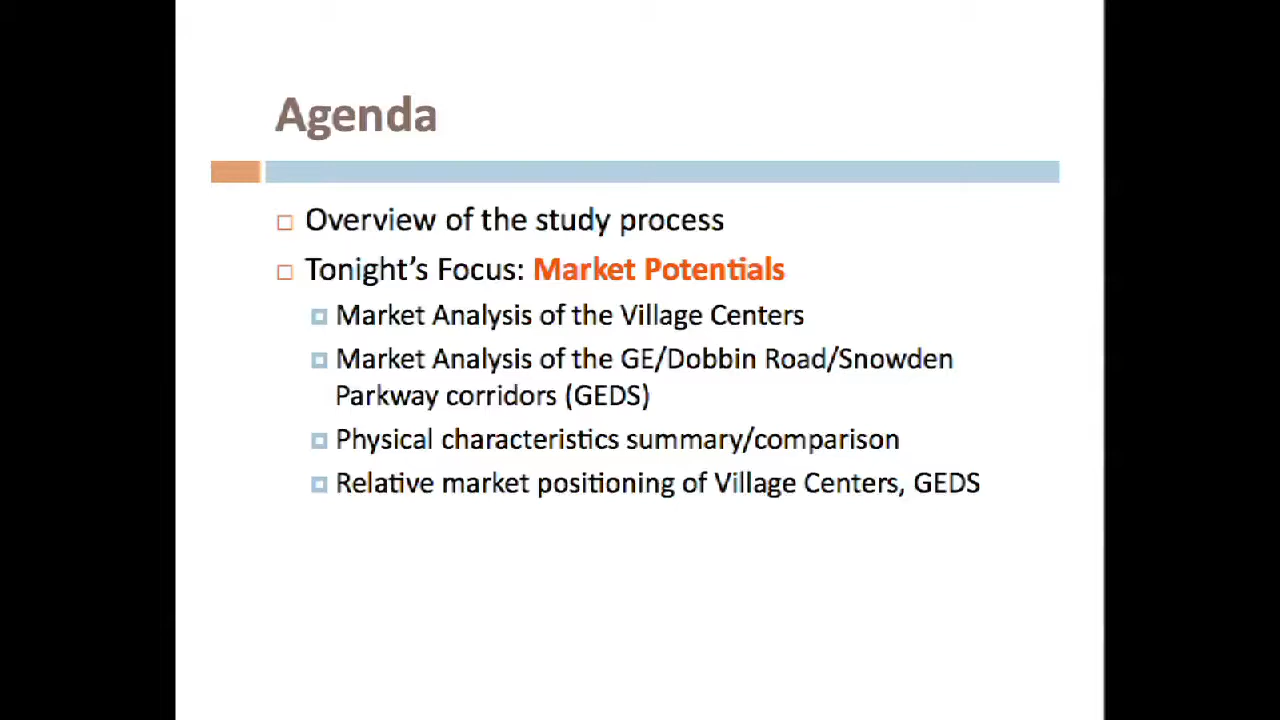 Agenda
Overview of the study process
Tonight's Focus: Market Potentials
Market Analysis of the Village Centers
Market Analysis of the GE/Dobbin Road/Snowden
Parkway corridors (GEDS)
Physical characteristics summary/comparison
Relative market positioning of Village Centers, GEDS